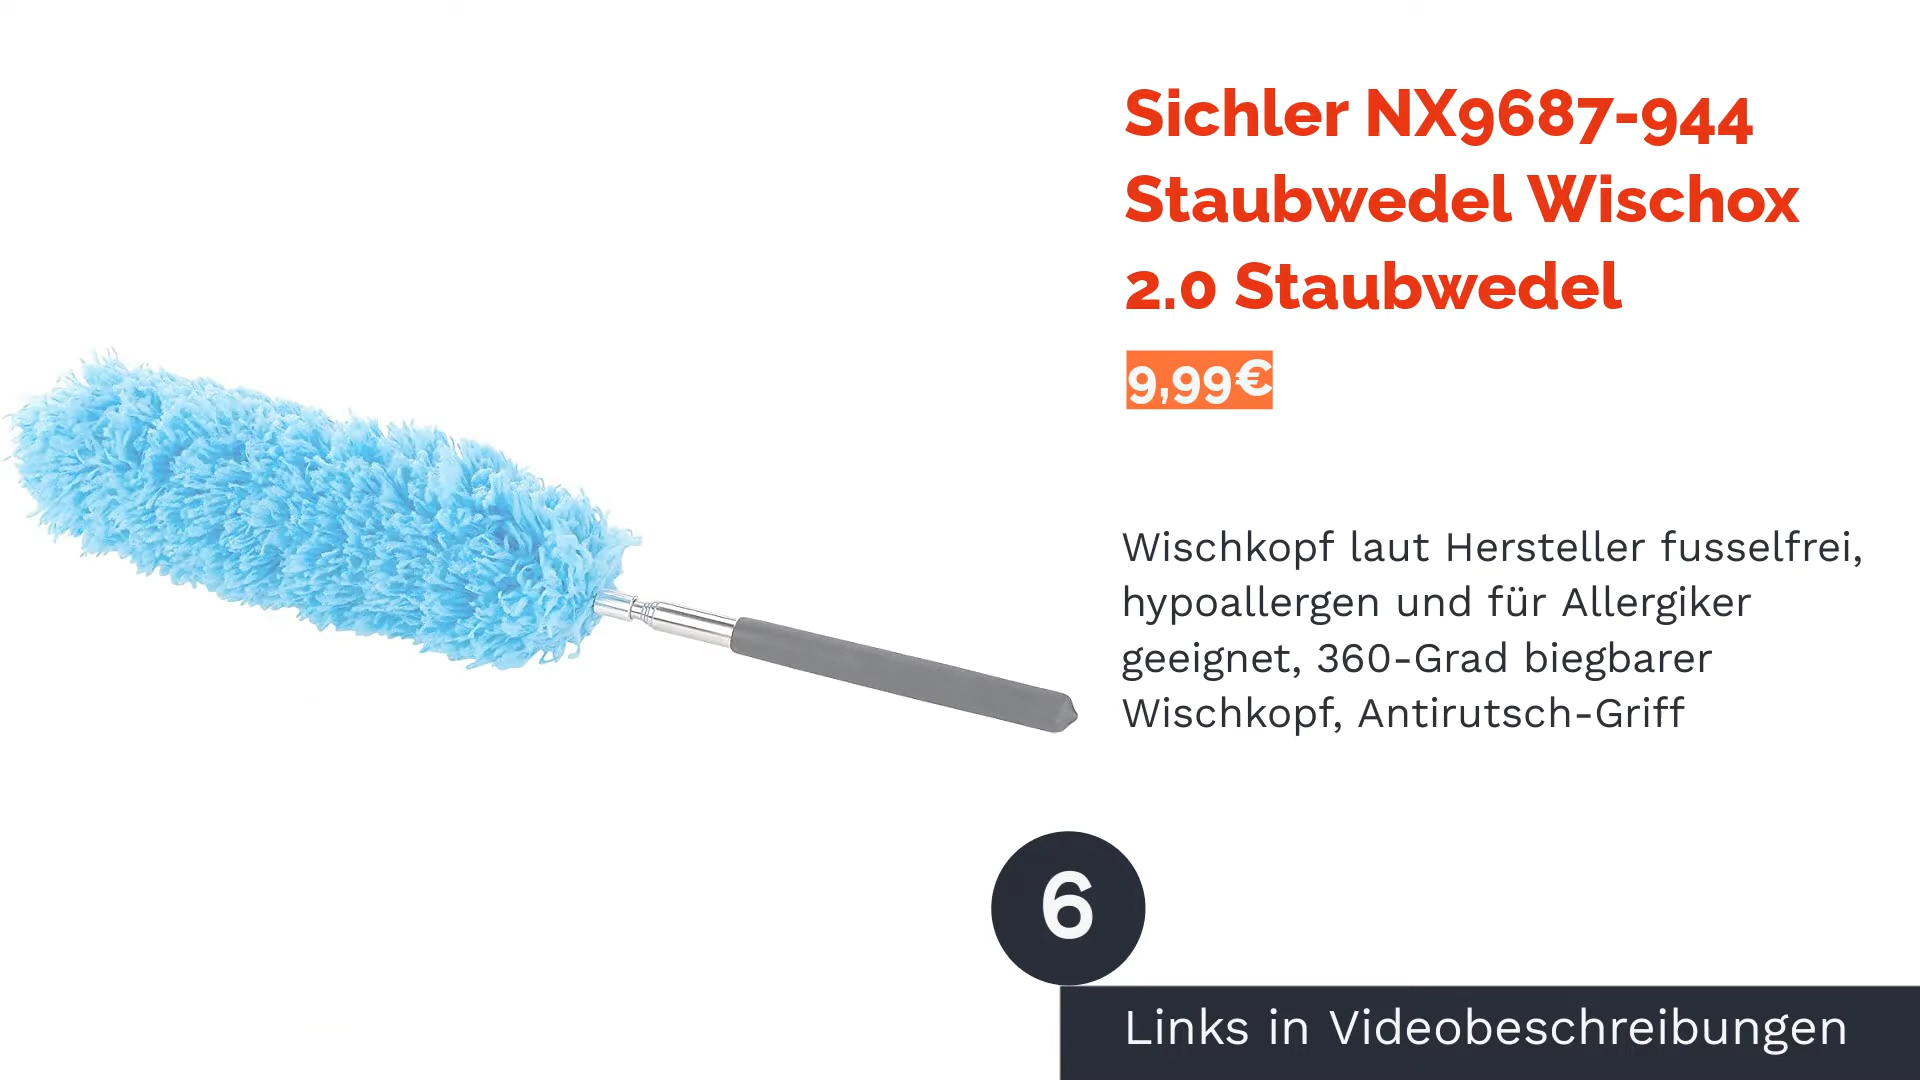 Sichler NX9687-944
Staubwedel Wischox
2.0 Staubwedel
9,99€
Wischkopf laut Hersteller fusselfrei,
hypoallergen und für Allergiker
geeignet, 360-Grad biegbarer
Wischkopf, Antirutsch-Griff
6
Links in Videobeschreibungen